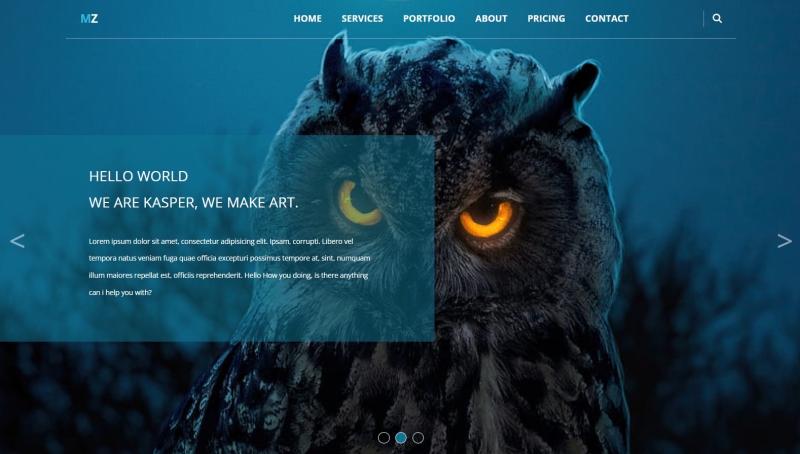 MZ
HOME SERVICES PORTFOLIO ABOUT PRICING CONTACT
HELLO WORLD
WE ARE KASPER, WE MAKE ART.
Lorem ipsum dolor sit amet, consectetur adipisicing elit. Ipsam, corrupti. Libero vel
tempora natus veniam fuga quae officia excepturi possimus tempore at, sint, numquam
illum maiores repellat est, officiis reprehenderit. Hello How you doing, is there anything
can i help you with?